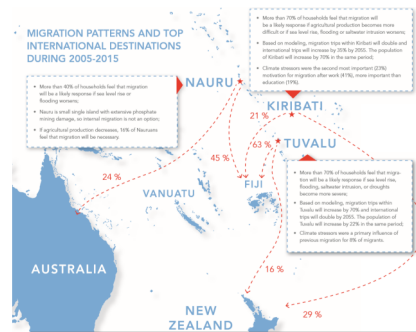 MIGRATION PATTERNS AND TOP
INTERNATIONAL DESTINATIONS
DURING 2005-2015
• More than 70% of households feel that migration will be
a likely response if agricultural production becomes more
difficult or if sea level rise, flooding or saltwater intrusion worsens;
• Based on modeling, migration trips within Kiribati will double and
international trips will increase by 35% by 2055. The population
of Kiribati will increase by 70% in the same period;
• Climate stressors were the second most important (23%)
motivation for migration after work (41%), more important than
education (19%).
• More than 40% of households feel that migration
will be a likely response if sea level rise or
flooding worsens;
• Nauru is small single island with extensive phosphate
mining damage, so internal migration is not an option;
• If agricultural production decreases, 16% of Nauruans
feel that migration will be necessary.
NAURU
KIRIBATI
21 %
TUVALU
63 %
45 %
24 %
VANUATU
FIJI
• More than 70% of households feel that migra-
tion will be a likely response if sea level rise,
flooding, saltwater intrusion, or droughts
become more severe;
• Based on modeling, migration trips within
Tuvalu will increase by 70% and international
trips will double by 2055. The population of
Tuvalu will increase by 22% in the same period.
• Climate stressors were a primary influence of
previous migration for 8% of migrants.
AUSTRALIA
16 %
29 %
NEW
ZEALAND